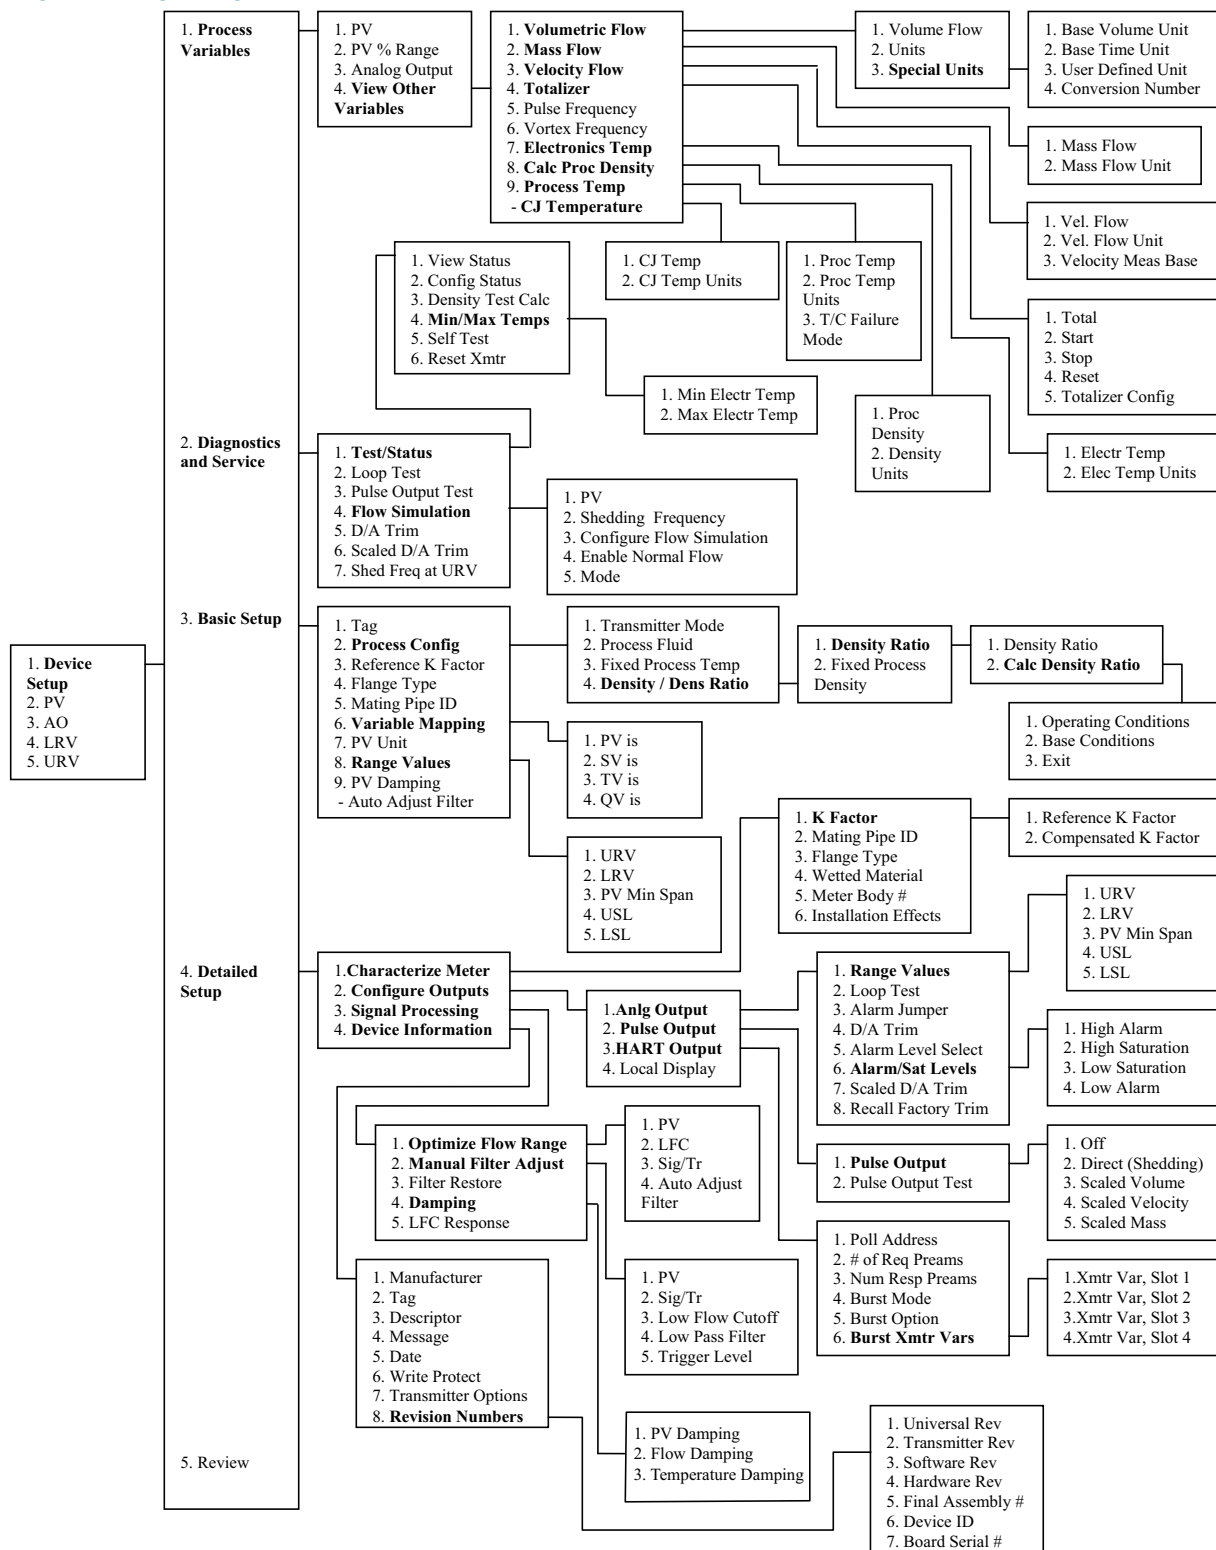 1. Process
Variables
2. Diagnostics
and Service
3. Basic Setup
4. Detailed
Setup
5. Review
1. Device
Setup
2. PV
3. AO
4. LRV
5. URV
1. PV
2. PV % Range
3. Analog Output
4. View Other
Variables
1. Volumetric Flow
2. Mass Flow
3. Velocity Flow
4. Totalizer
5. Pulse Frequency
6. Vortex Frequency
7. Electronics Temp
8. Calc Proc Density
9. Process Temp
- CJ Temperature
1. Volume Flow
2. Units
3. Special Units
1. Base Volume Unit
2. Base Time Unit
3. User Defined Unit
4. Conversion Number
1. Mass Flow
2. Mass Flow Unit
1. Vel. Flow
2. Vel. Flow Unit
3. Velocity Meas Base
1. Total
2. Start
3. Stop
4. Reset
5. Totalizer Config
1. Electr Temp
2. Elec Temp Units
1. Proc
Density
2. Density
Units
1. Proc Temp
2. Proc Temp
Units
3. T/C Failure
Mode
1. CJ Temp
2. CJ Temp Units
1. View Status
2. Config Status
3. Density Test Calc
4. Min/Max Temps
5. Self Test
6. Reset Xmtr
1. Min Electr Temp
2. Max Electr Temp
1. Test/Status
2. Loop Test
3. Pulse Output Test
4. Flow Simulation
5. D/A Trim
6. Scaled D/A Trim
7. Shed Freq at URV
1. PV
2. Shedding Frequency
3. Configure Flow Simulation
4. Enable Normal Flow
5. Mode
1. Tag
2. Process Config
3. Reference K Factor
4. Flange Type
5. Mating Pipe ID
6. Variable Mapping
7. PV Unit
8. Range Values
9. PV Damping
- Auto Adjust Filter
1. Transmitter Mode
2. Process Fluid
3. Fixed Process Temp
4. Density / Dens Ratio
1. Density Ratio
2. Fixed Process
Density
1. Density Ratio
2. Calc Density Ratio
1. Operating Conditions
2. Base Conditions
3. Exit
1. PV is
2. SV is
3. TV is
4. QV is
1. URV
2. LRV
3. PV Min Span
4. USL
5. LSL
1.Characterize Meter
2. Configure Outputs
3. Signal Processing
4. Device Information
1. K Factor
2. Mating Pipe ID
3. Flange Type
4. Wetted Material
5. Meter Body #
6. Installation Effects
1. Reference K Factor
2. Compensated K Factor
1.Anlg Output
2. Pulse Output
3.HART Output
4. Local Display
1. Range Values
2. Loop Test
3. Alarm Jumper
4. D/A Trim
5. Alarm Level Select
6. Alarm/Sat Levels
7. Scaled D/A Trim
8. Recall Factory Trim
1. URV
2. LRV
3. PV Min Span
4. USL
5. LSL
1. High Alarm
2. High Saturation
3. Low Saturation
4. Low Alarm
1. Pulse Output
2. Pulse Output Test
1. Off
2. Direct (Shedding)
3. Scaled Volume
4. Scaled Velocity
5. Scaled Mass
1. Poll Address
2. # of Req Preams
3. Num Resp Preams
4. Burst Mode
5. Burst Option
6. Burst Xmtr Vars
1.Xmtr Var, Slot 1
2.Xmtr Var, Slot 2
3.Xmtr Var, Slot 3
4.Xmtr Var, Slot 4
1. Optimize Flow Range
2. Manual Filter Adjust
3. Filter Restore
4. Damping
5. LFC Response
1. PV
2. LFC
3. Sig/Tr
4. Auto Adjust
Filter
1. PV
2. Sig/Tr
3. Low Flow Cutoff
4. Low Pass Filter
5. Trigger Level
1. PV Damping
2. Flow Damping
3. Temperature Damping
1. Manufacturer
2. Tag
3. Descriptor
4. Message
5. Date
6. Write Protect
7. Transmitter Options
8. Revision Numbers
1. Universal Rev
2. Transmitter Rev
3. Software Rev
4. Hardware Rev
5. Final Assembly #
6. Device ID
7. Board Serial #